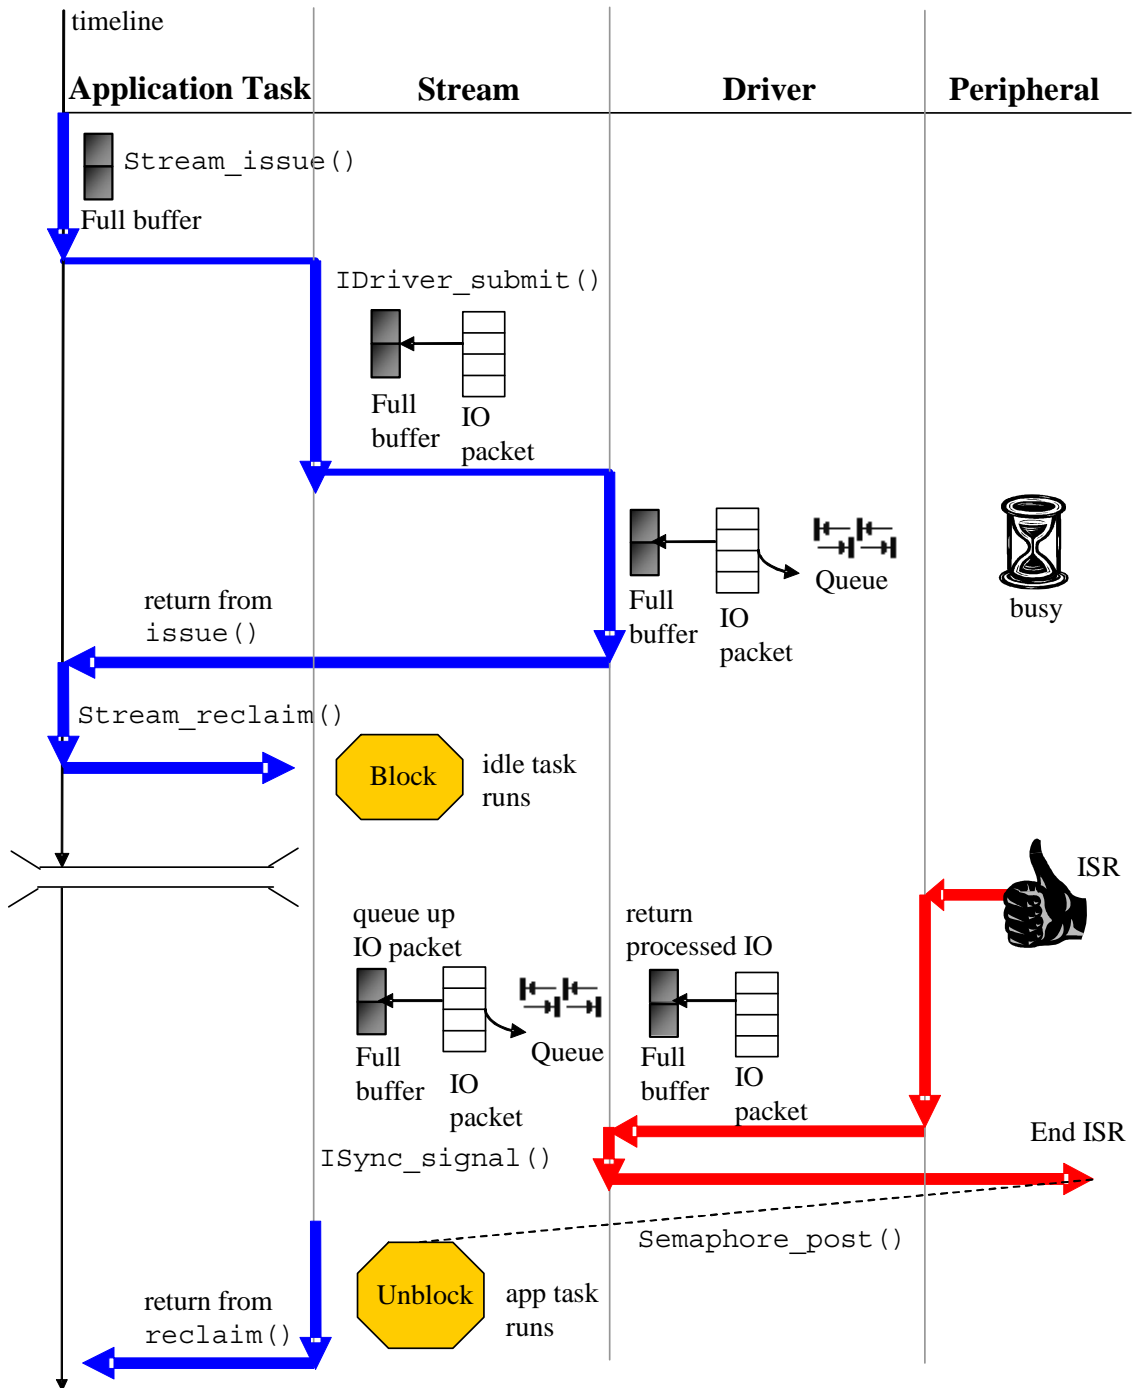 timeline
Application Task
Stream
Driver
Peripheral
Stream_issue()
Full buffer
IDriver_submit()
Full
buffer
IO
packet
Full
buffer
IO
packet
Queue
busy
return from
issue()
Stream_reclaim()
Block
idle task
runs
ISR
queue up
IO packet
Full
buffer
IO
packet
Queue
return
processed IO
Full
buffer
IO
packet
End ISR
ISync_signal()
Semaphore_post()
Unblock
app task
runs
return from
reclaim()